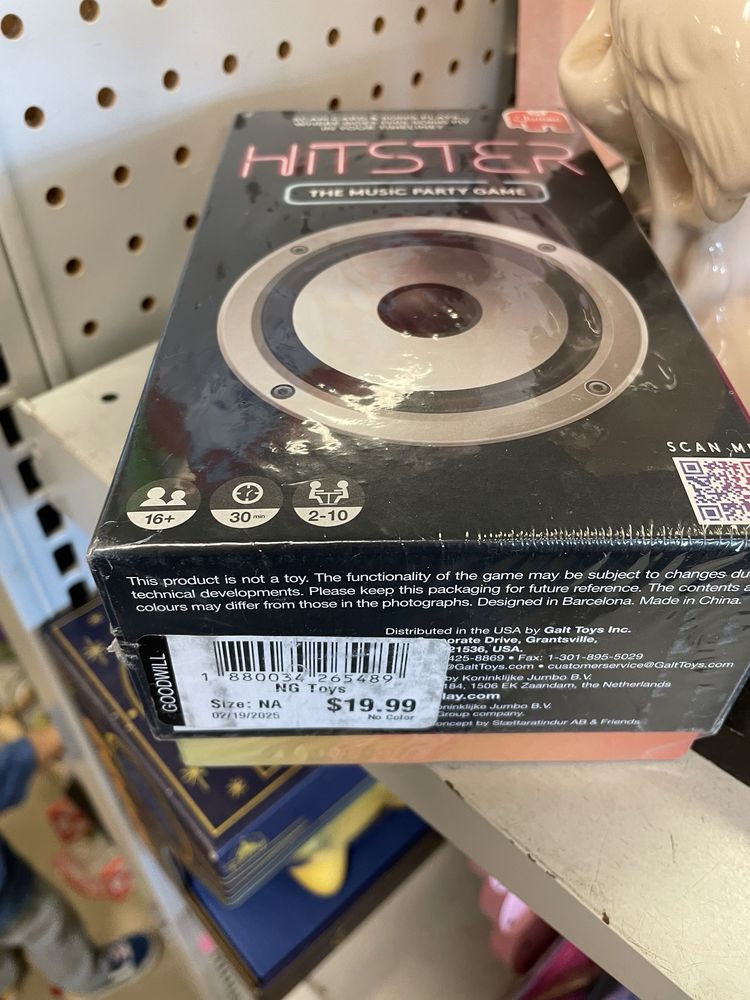 Jumbo
HITSTER
THE MUSIC PARTY GAME
SCAN ME
16+
30 min
2-10
This product is not a toy. The functionality of the game may be subject to changes du
technical developments. Please keep this packaging for future reference. The contents a
colours may differ from those in the photographs. Designed in Barcelona. Made in China.
Distributed in the USA by Galt Toys Inc.
orate Drive, Grantsville,
21536, USA.
425-8869 • Fax: 1-301-895-5029
@GaltToys.com • customerservice@GaltToys.com
by Koninklijke Jumbo B.V.
184, 1506 EK Zaandam, the Netherlands
lay.com
oninklijke Jumbo B.V.
Group company.
oncept by Slættaratindur AB & Friends
GOODWILL
1 880034 265489
NG Toys
Size: NA
$19.99
02/19/2025
No Color